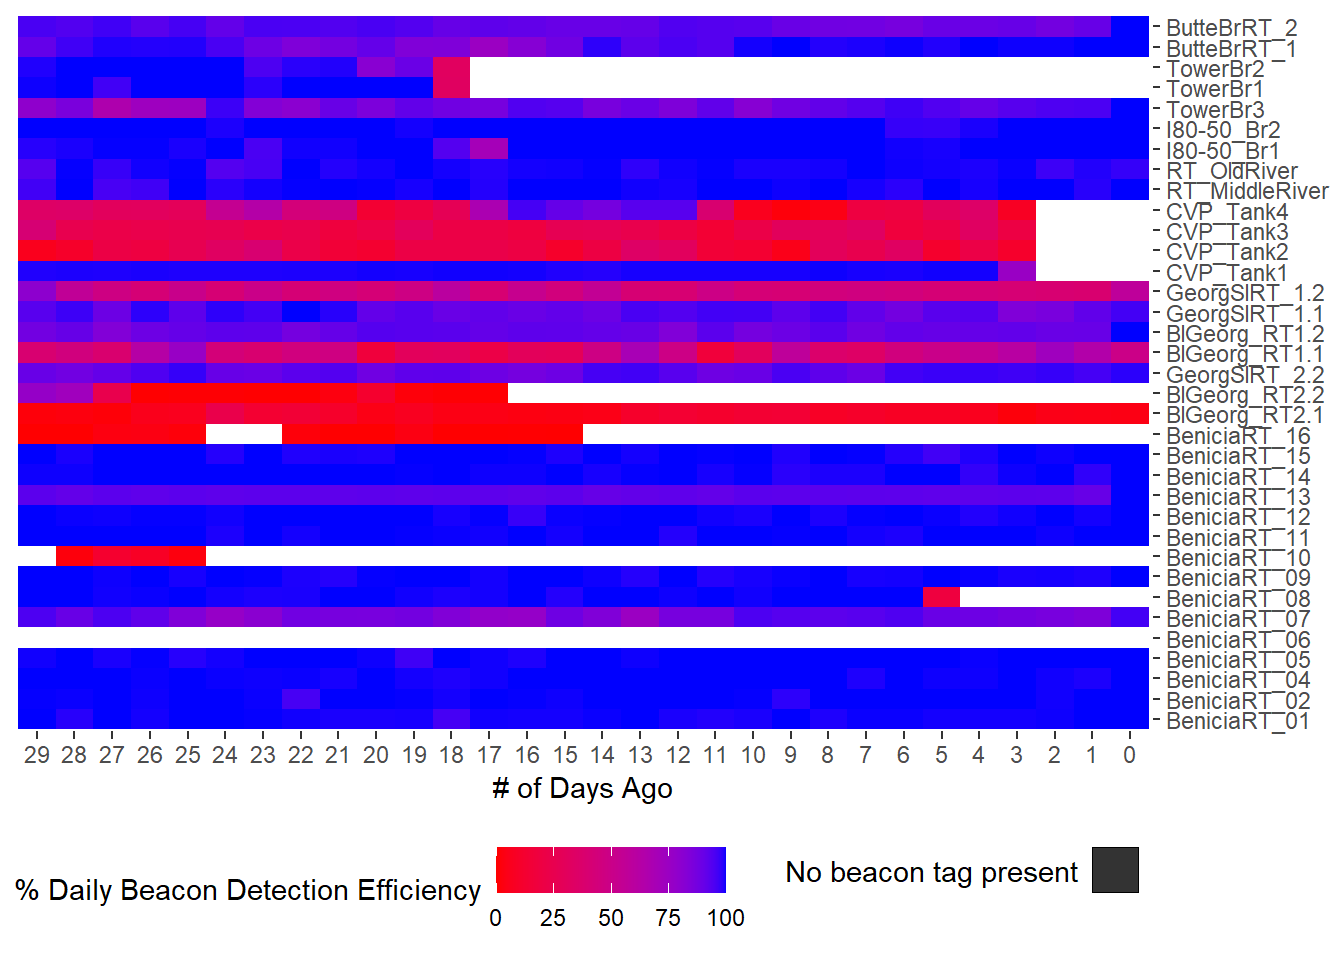 ButteBrRT_2
ButteBrRT_1
TowerBr2
TowerBr1
TowerBr3
I80-50_Br2
I80-50_Br1
RT_OldRiver
RT_MiddleRiver
CVP_Tank4
CVP_Tank3
CVP_Tank2
CVP_Tank1
GeorgSlRT_1.2
GeorgSlRT_1.1
BlGeorg_RT1.2
BlGeorg_RT1.1
GeorgSlRT_2.2
BlGeorg_RT2.2
BlGeorg_RT2.1
BeniciaRT_16
BeniciaRT_15
BeniciaRT_14
BeniciaRT_13
BeniciaRT_12
BeniciaRT_11
BeniciaRT_10
BeniciaRT_09
BeniciaRT_08
BeniciaRT_07
BeniciaRT_06
BeniciaRT_05
BeniciaRT_04
BeniciaRT_02
BeniciaRT_01
29 28 27 26 25 24 23 22 21 20 19 18 17 16 15 14 13 12 11 10 9 8 7 6 5 4 3 2 1 0
# of Days Ago
% Daily Beacon Detection Efficiency
0 25 50 75 100
No beacon tag present